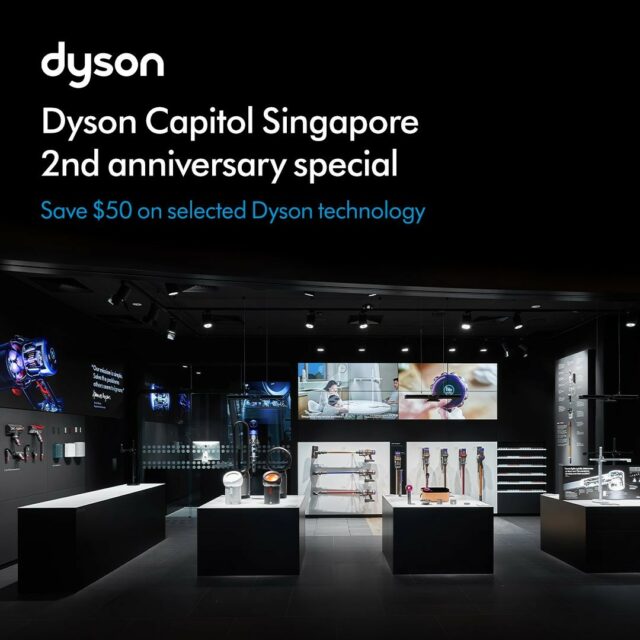 dyson
Dyson Capitol Singapore
2nd anniversary special
Save $50 on selected Dyson technology